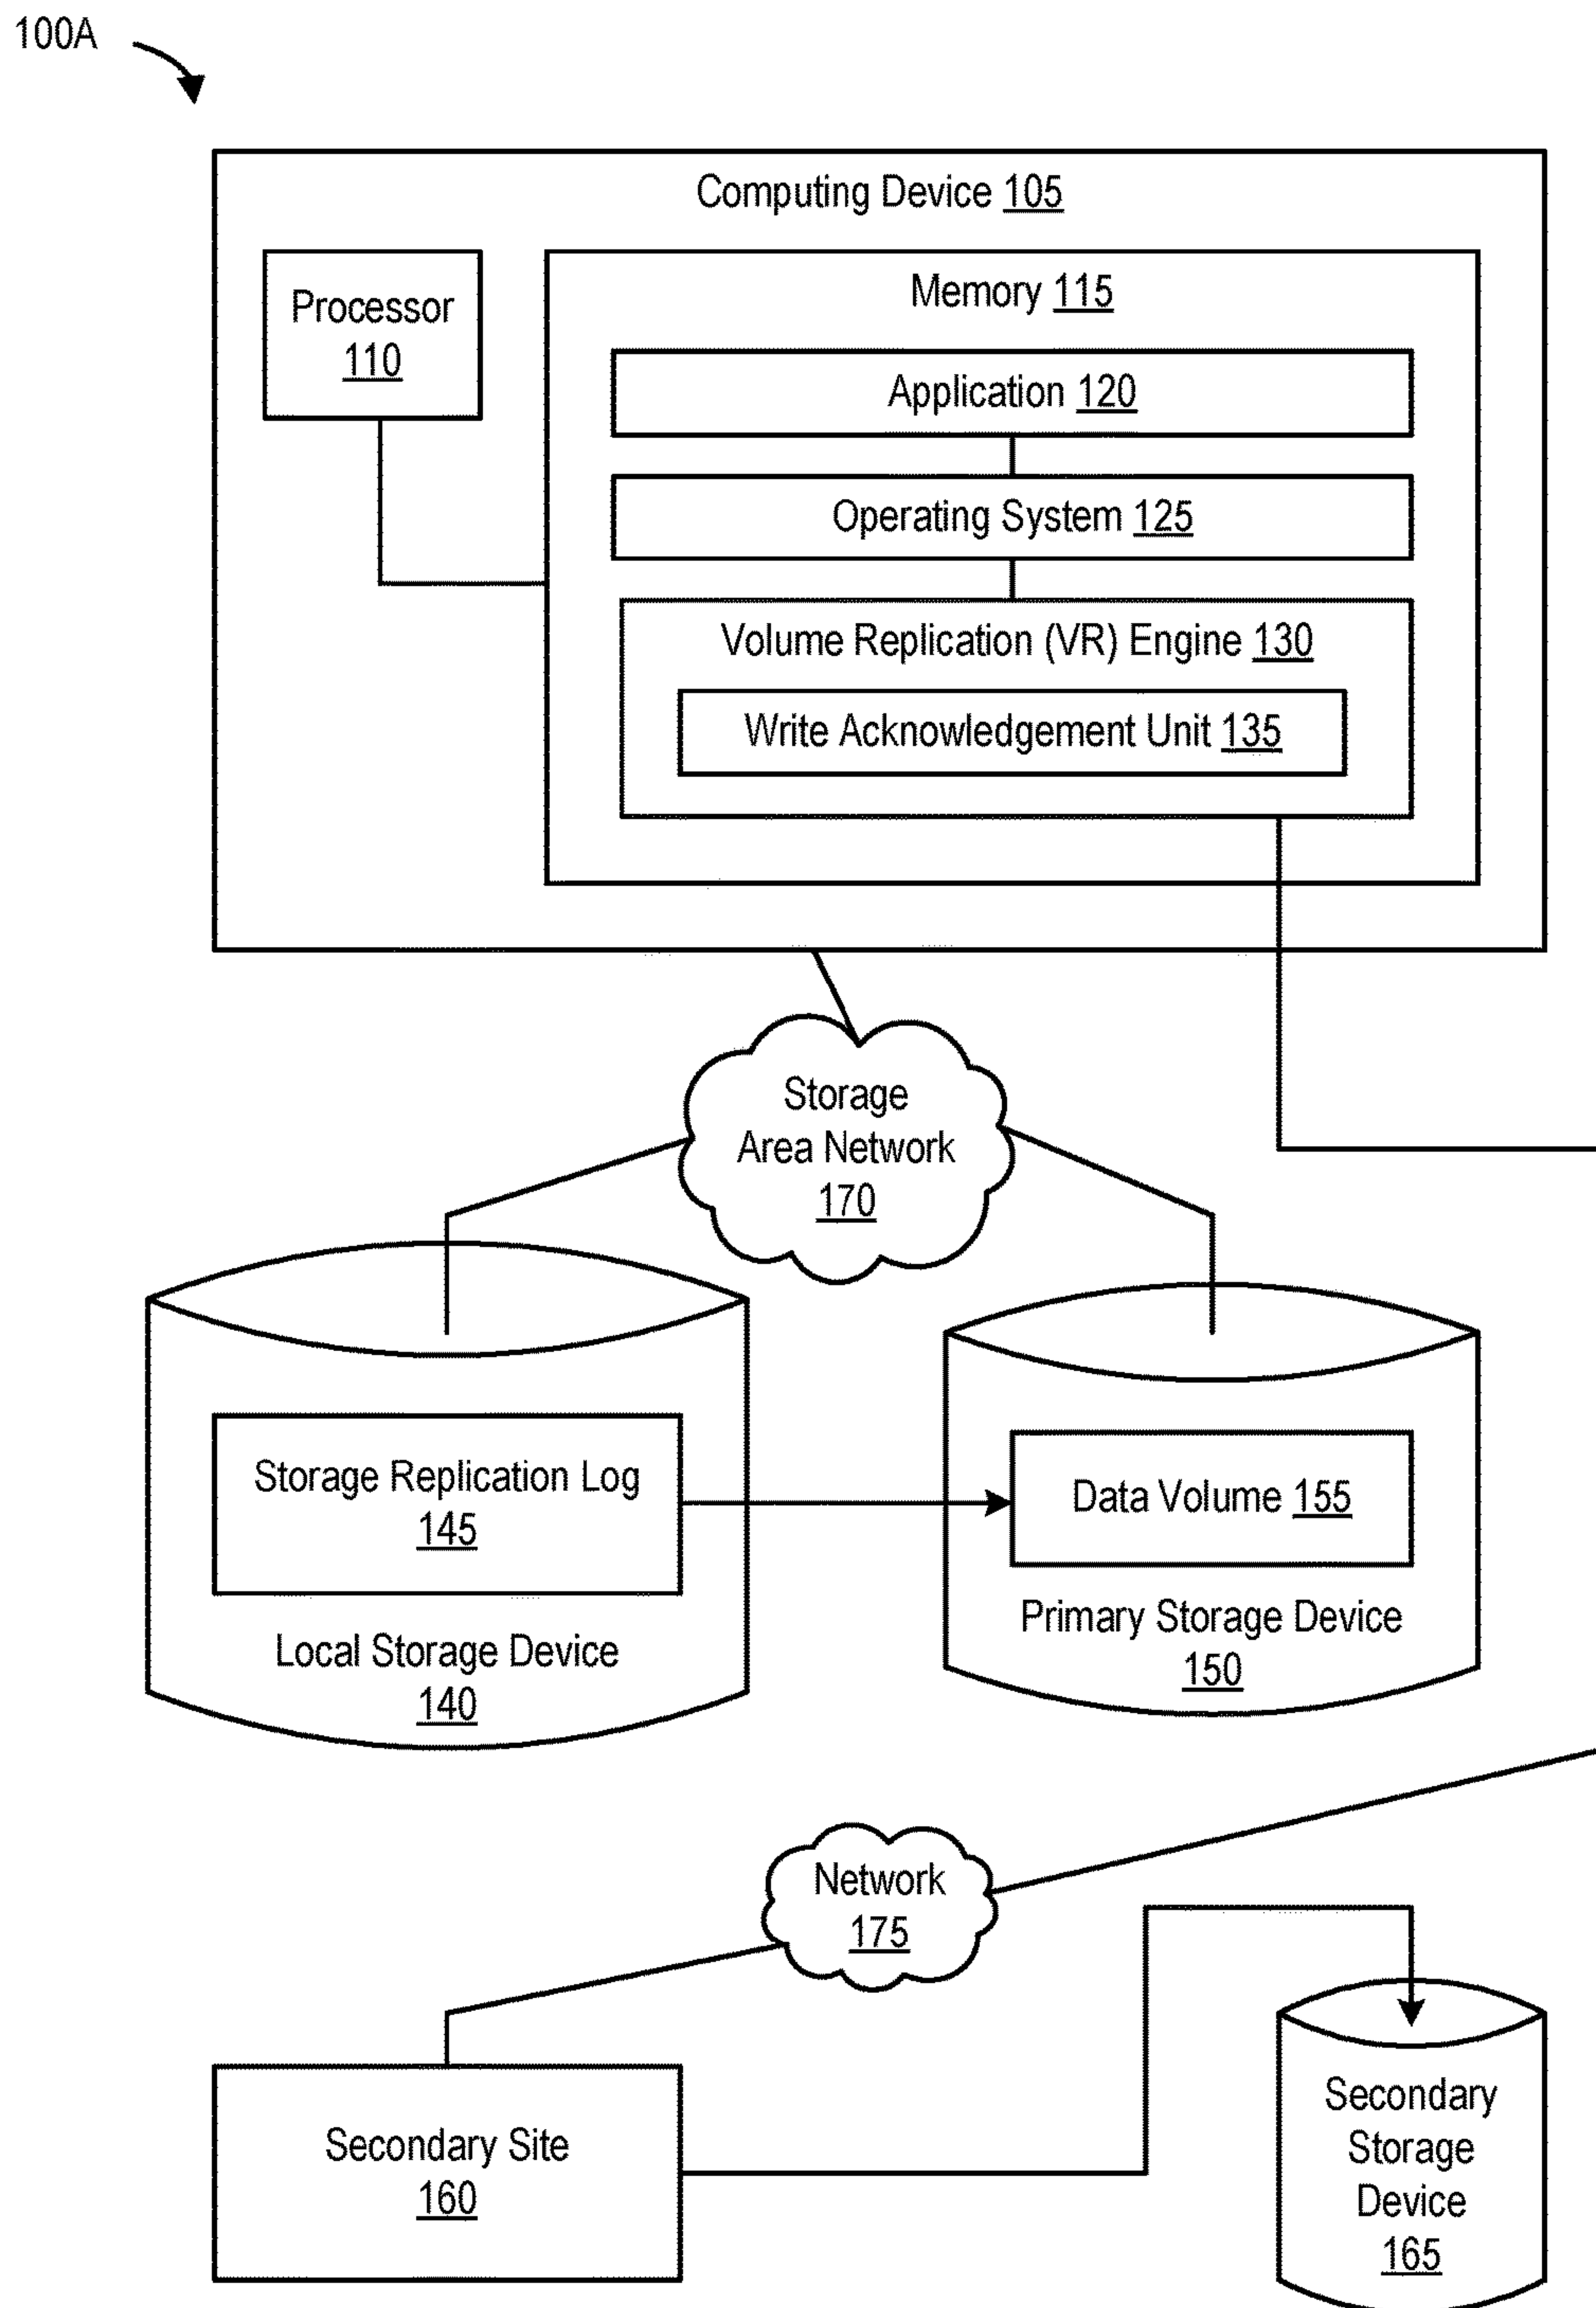 100A
Computing Device 105
Processor
110
Memory 115
Application 120
Operating System 125
Volume Replication (VR) Engine 130
Write Acknowledgement Unit 135
Storage
Area Network
170
Storage Replication Log
145
Local Storage Device
140
Data Volume 155
Primary Storage Device
150
Network
175
Secondary Site
160
Secondary
Storage
Device
165